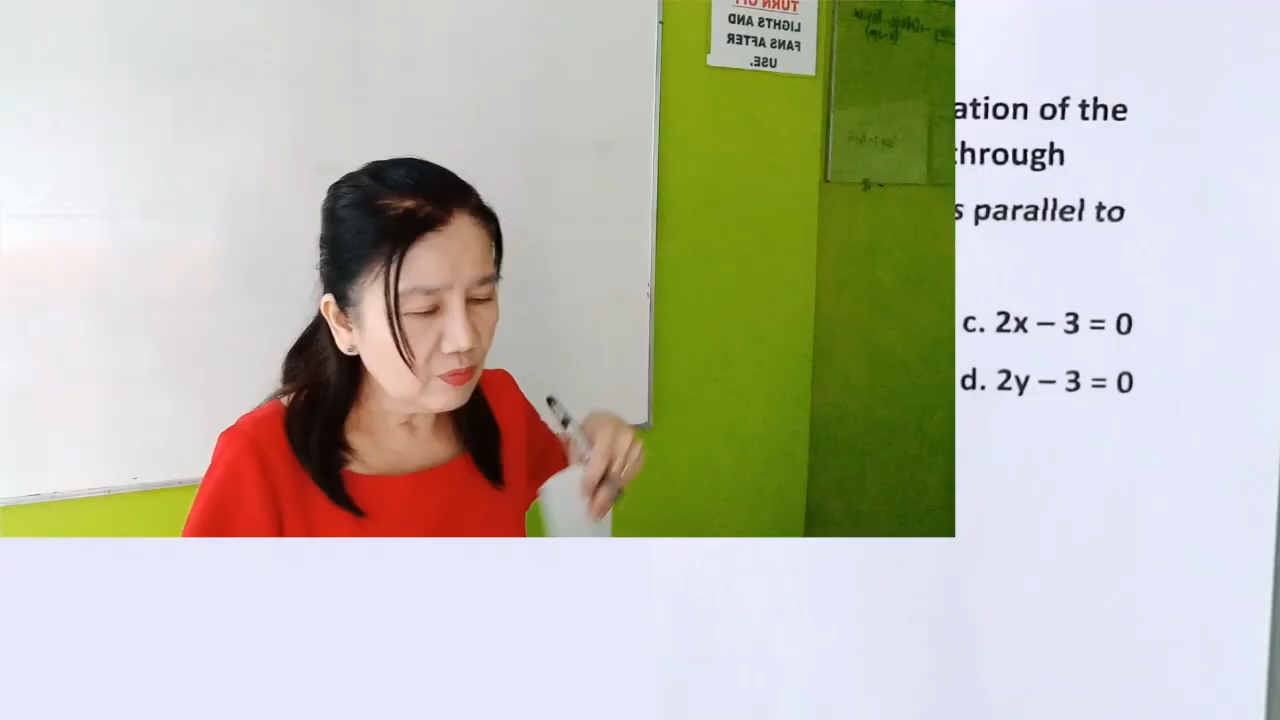 TURN OFF
LIGHTS AND
FANS AFTER
USE.
ation of the
through
s parallel to
c. 2x – 3 = 0
d. 2y – 3 = 0